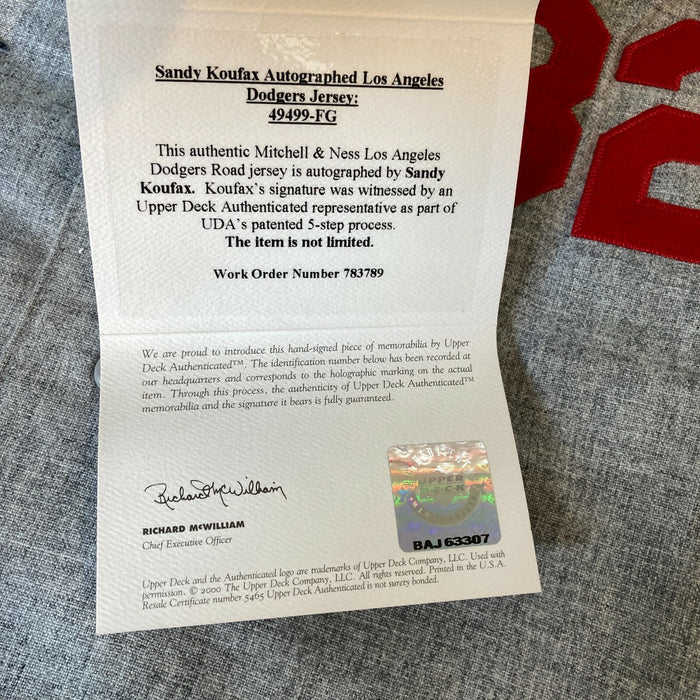 Sandy Koufax Autographed Los Angeles
Dodgers Jersey:
49499-FG
This authentic Mitchell & Ness Los Angeles
Dodgers Road jersey is autographed by Sandy
Koufax. Koufax's signature was witnessed by an
Upper Deck Authenticated representative as part of
UDA's patented 5-step process.
The item is not limited.
Work Order Number 783789
We are proud to introduce this hand-signed piece of memorabilia by Upper
Deck Authenticated™. The identification number below has been recorded at
our headquarters and corresponds to the holographic marking on the actual
item. Through this process, the authenticity of Upper Deck Authenticated™
memorabilia and the signature it bears is fully guaranteed.
Richard McWilliam
RICHARD McWILLIAM
Chief Executive Officer
UPPER
DECK
BAJ63307
Upper Deck and the Authenticated logo are trademarks of Upper Deck Company, LLC. Used with
permission. © 2000 The Upper Deck Company, LLC. All rights reserved. Printed in the U.S.A.
Resale Certificate number 5465 Upper Deck Authenticated is not surety bonded.